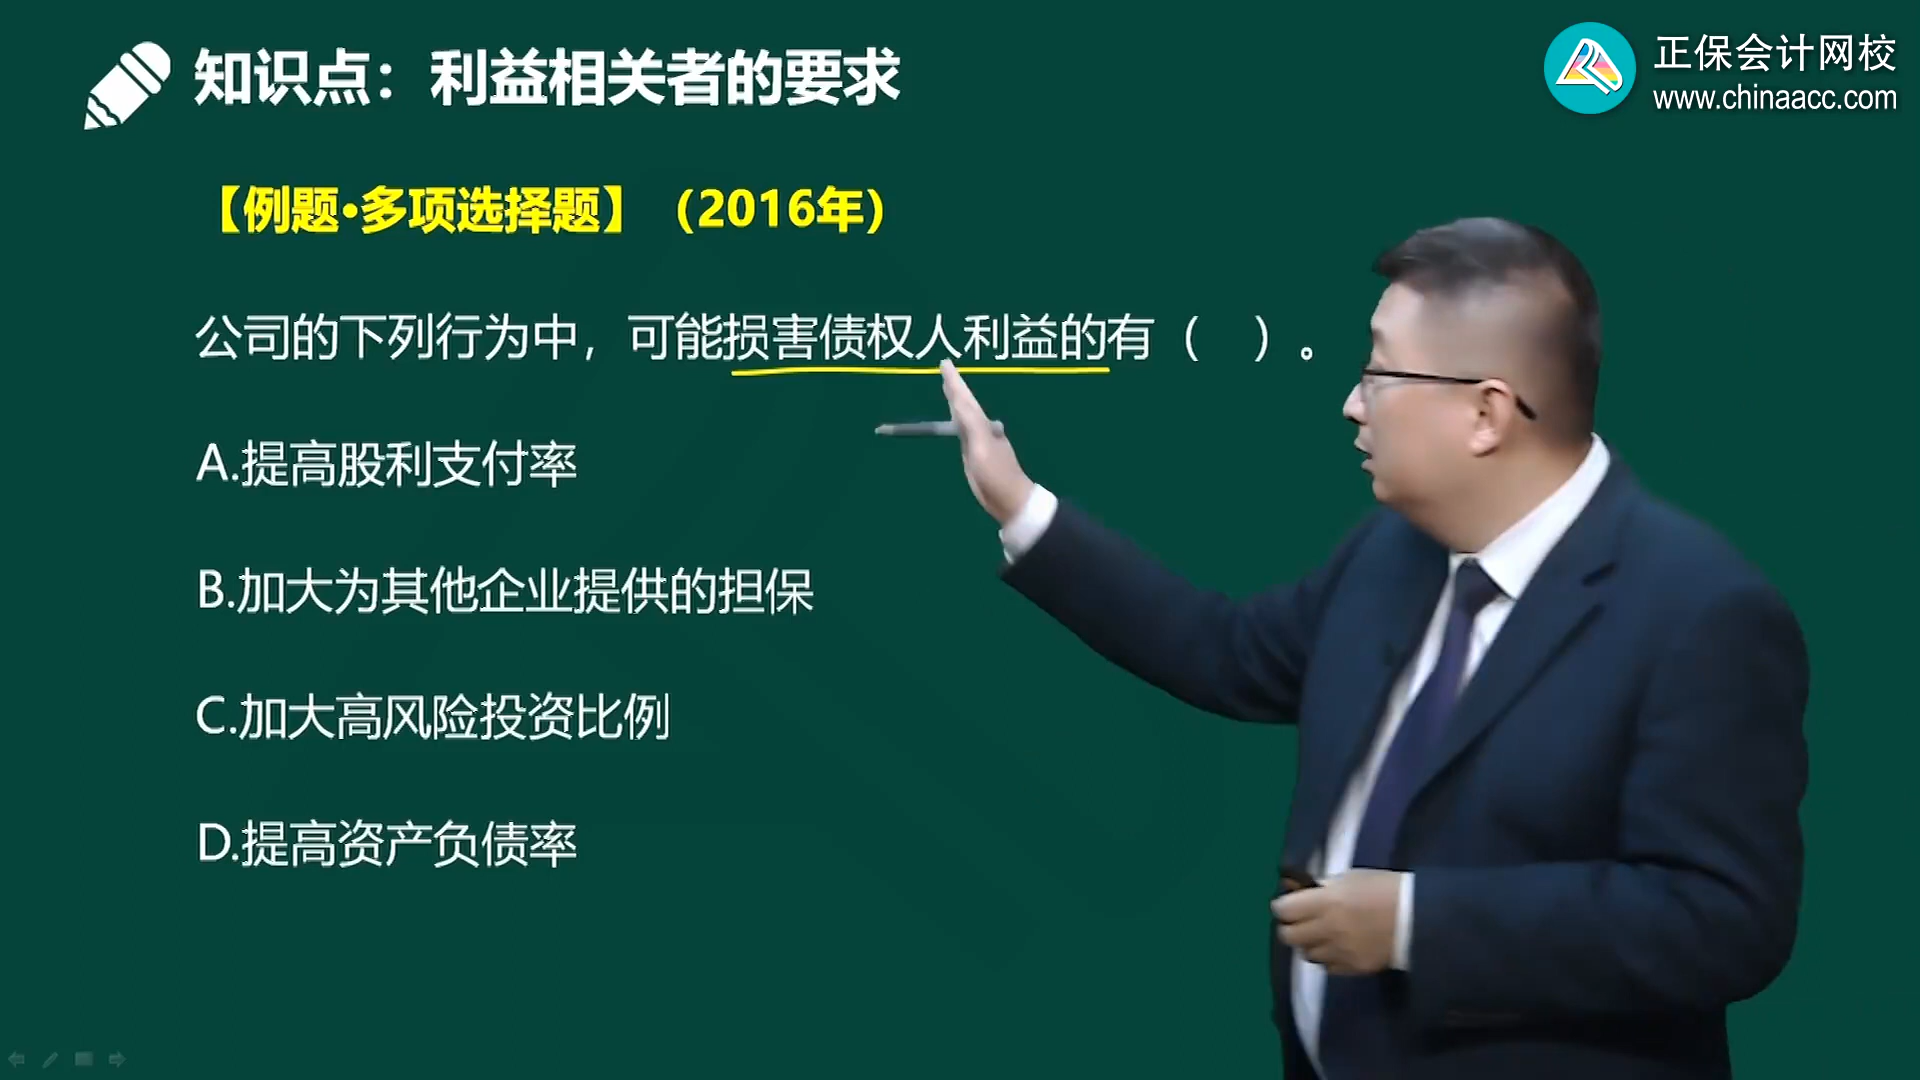 知识点：利益相关者的要求
正保会计网校
www.chinaacc.com
【例题·多项选择题】（2016年）
公司的下列行为中，可能损害债权人利益的有（　）。
A.提高股利支付率
B.加大为其他企业提供的担保
C.加大高风险投资比例
D.提高资产负债率